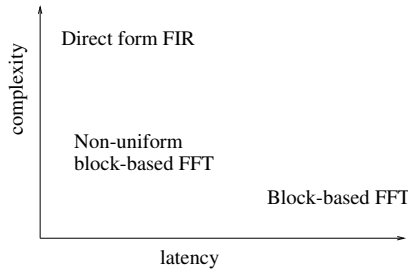 Direct form FIR
complexity
Non-uniform
block-based FFT
Block-based FFT
latency